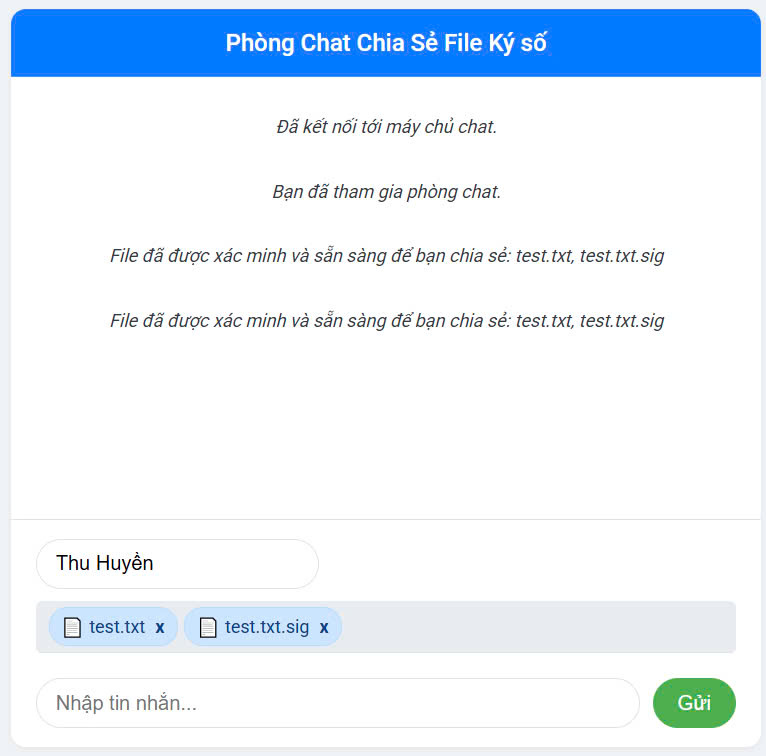 Phòng Chat Chia Sẻ File Ký số
Đã kết nối tới máy chủ chat.
Bạn đã tham gia phòng chat.
File đã được xác minh và sẵn sàng để bạn chia sẻ: test.txt, test.txt.sig
File đã được xác minh và sẵn sàng để bạn chia sẻ: test.txt, test.txt.sig
Thu Huyền
test.txt x test.txt.sig x
Nhập tin nhắn... Gửi